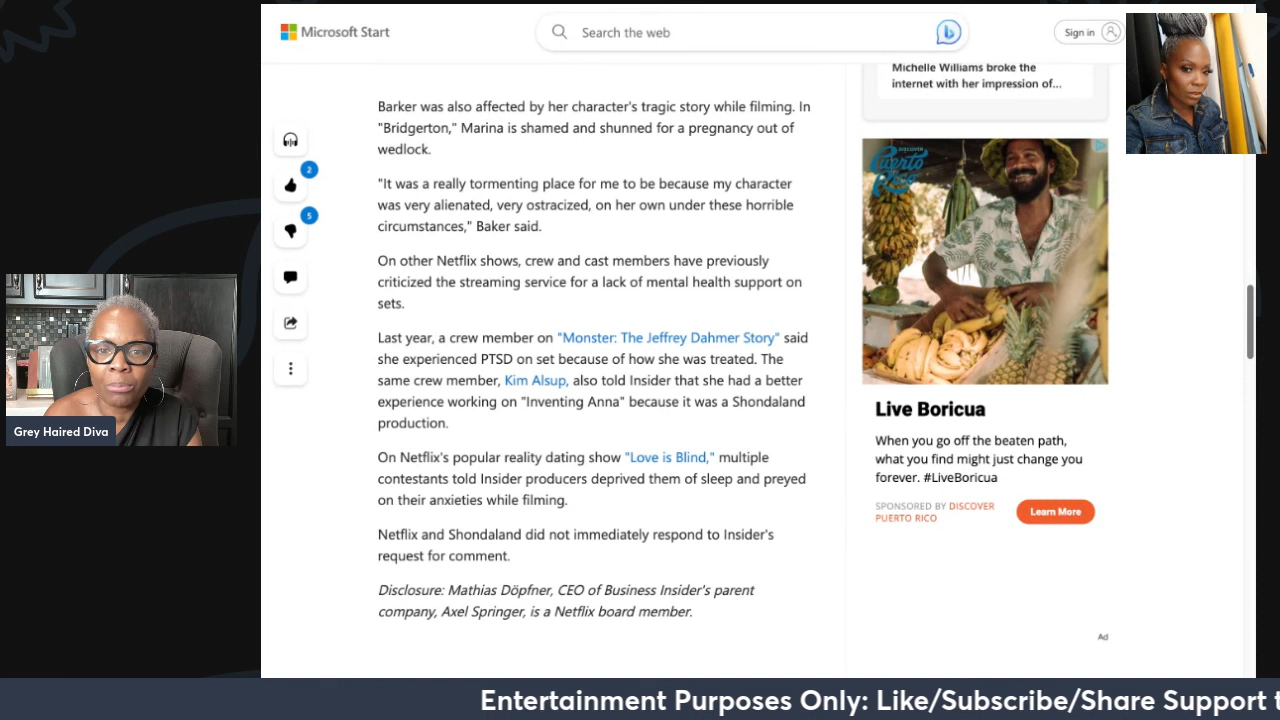 Microsoft Start
Search the web
Sign in
Michelle Williams broke the
internet with her impression of...
Barker was also affected by her character's tragic story while filming. In
"Bridgerton," Marina is shamed and shunned for a pregnancy out of
wedlock.
2
"It was a really tormenting place for me to be because my character
was very alienated, very ostracized, on her own under these horrible
circumstances," Baker said.
5
On other Netflix shows, crew and cast members have previously
criticized the streaming service for a lack of mental health support on
sets.
Last year, a crew member on "Monster: The Jeffrey Dahmer Story" said
she experienced PTSD on set because of how she was treated. The
same crew member, Kim Alsup, also told Insider that she had a better
experience working on "Inventing Anna" because it was a Shondaland
production.
On Netflix's popular reality dating show "Love is Blind," multiple
contestants told Insider producers deprived them of sleep and preyed
on their anxieties while filming.
Netflix and Shondaland did not immediately respond to Insider's
request for comment.
Disclosure: Mathias Döpfner, CEO of Business Insider's parent
company, Axel Springer, is a Netflix board member.
DISCOVER
Puerto
Rico
Live Boricua
When you go off the beaten path,
what you find might just change you
forever. #LiveBoricua
SPONSORED BY DISCOVER
PUERTO RICO
Learn More
Ad
Grey Haired Diva
Entertainment Purposes Only: Like/Subscribe/Share Support